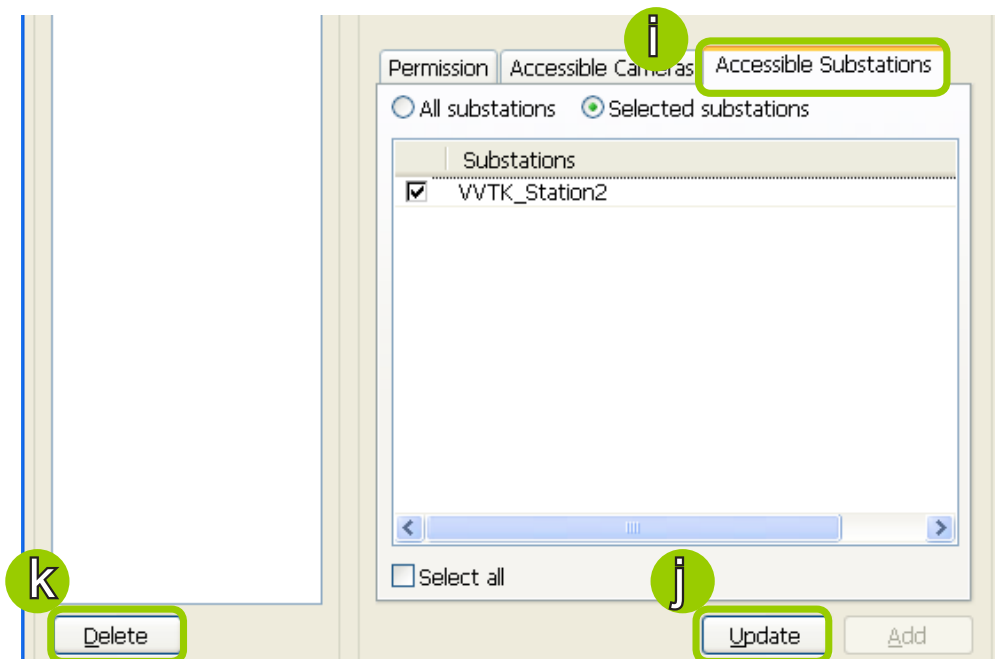 i
Permission Accessible Cameras Accessible Substations
All substations Selected substations
Substations
VVTK_Station2
Select all
k j
Delete Update Add